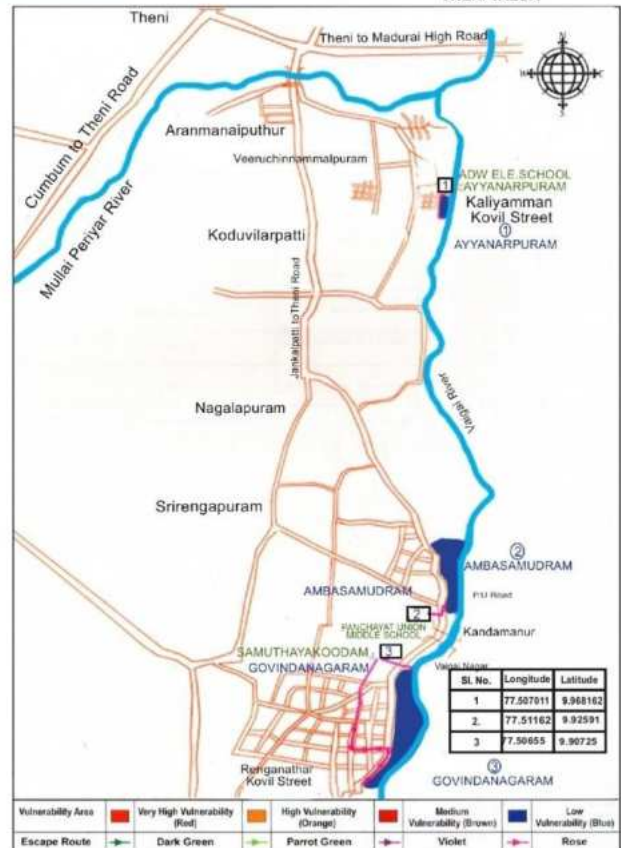 Theni
Theni to Madurai High Road
N
W
S
Cumbum to Theni Road
Aranmanaiputhur
Veeruchinnammalpuram
1
ADW ELE.SCHOOL
AYYANARPURAM
Kaliyamman
Kovil Street
1
AYYANARPURAM
Mullai Periyar River
Koduvilarpatti
Jankalpatti toTheni Road
Vaigai River
Nagalapuram
Srirengapuram
2
AMBASAMUDRAM
AMBASAMUDRAM
P.U Road
2
PANCHAYAT UNION
MIDDLE SCHOOL
Kandamanur
SAMUTHAYAKOODAM
3
GOVINDANAGARAM
Vaigai Nagar
Sl. No. Longitude Latitude
1 77.507011 9.968162
2. 77.51162 9.92591
3 77.50655 9.90725
Renganathar
Kovil Street
3
GOVINDANAGARAM
Vulnerability Area Very High Vulnerability (Red) High Vulnerability (Orange) Medium Vulnerability (Brown) Low Vulnerability (Blue)
Escape Route Dark Green Parrot Green Violet Rose